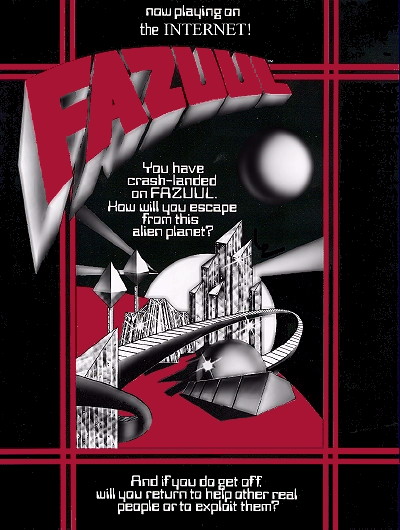 now playing on
the INTERNET!
FAZUUL™
You have
crash-landed
on FAZUUL.
How will you escape
from this
alien planet?
And if you do get off,
will you return to help other real
people or to exploit them?